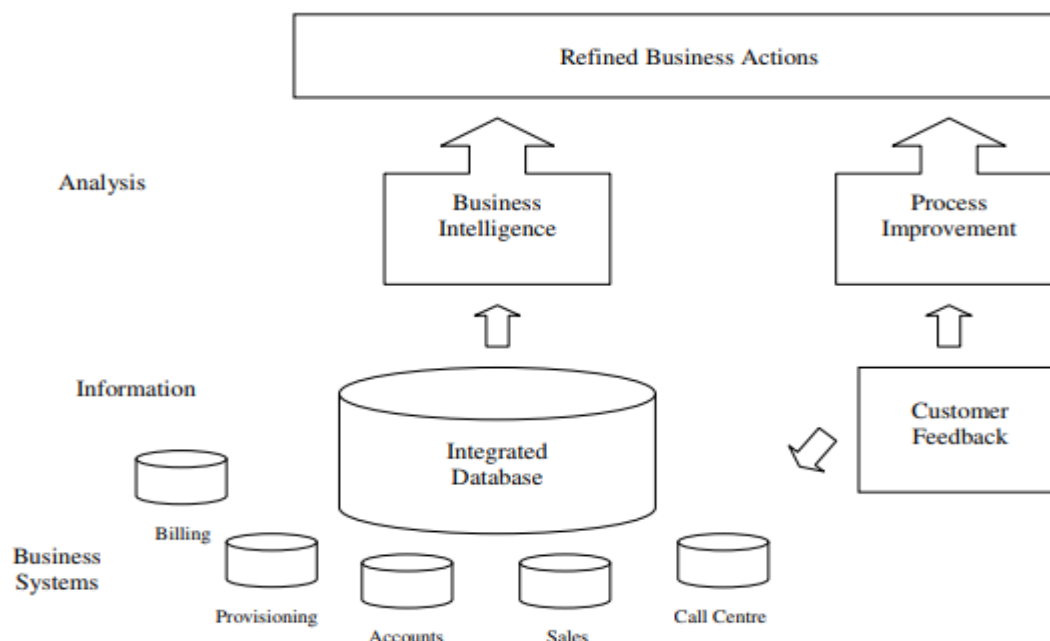 Refined Business Actions
Analysis
Business
Intelligence
Process
Improvement
Information
Integrated
Database
Customer
Feedback
Billing
Business
Systems
Provisioning
Accounts
Sales
Call Centre